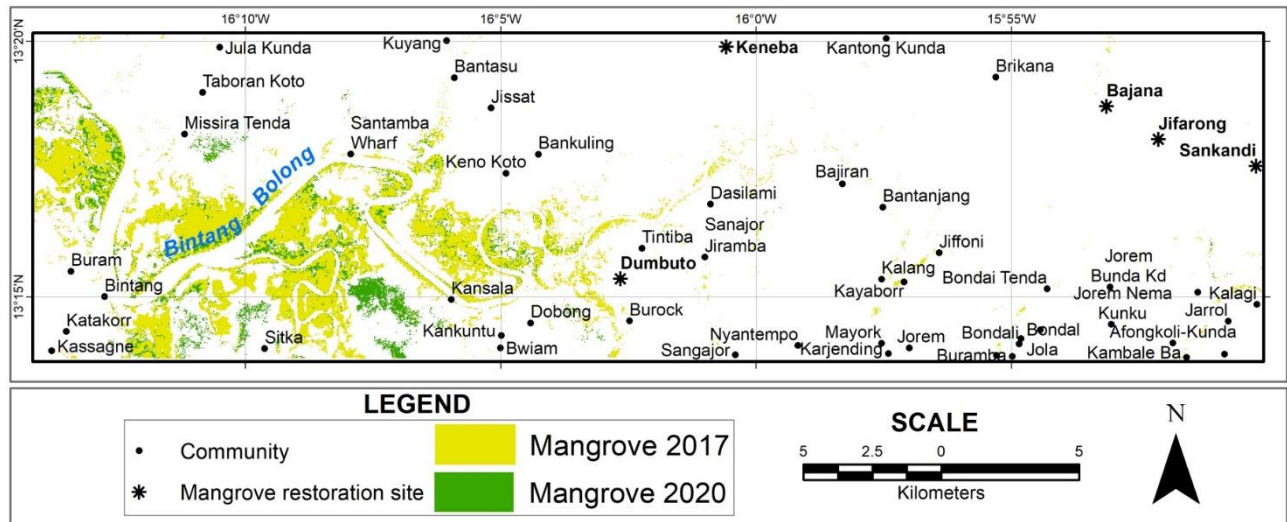 16°10'W
16°5'W
16°0'W
15°55'W
13°20'N
13°15'N
Jula Kunda
Kuyang
Keneba
Kantong Kunda
Taboran Koto
Bantasu
Brikana
Jissat
Bajana
Missira Tenda
Santamba
Wharf
Bankuling
Jifarong
Keno Koto
Sankandi
Bintang Bolong
Bajiran
Dasilami
Bantanjang
Sanajor
Tintiba
Jiramba
Jiffoni
Buram
Dumbuto
Kalang
Bondai Tenda
Jorem
Bunda Kd
Bintang
Kansala
Kayaborr
Jorem Nema
Kalagi
Katakorr
Dobong
Burock
Kunku
Jarrol
Kankuntu
Nyantempo
Mayork
Jorem
Bondali
Bondal
Afongkoli-Kunda
Kassagne
Sitka
Bwiam
Sangajor
Karjending
Buramba
Jola
Kambale Ba
LEGEND
Community
Mangrove restoration site
Mangrove 2017
Mangrove 2020
SCALE
5 2.5 0 5
Kilometers
N